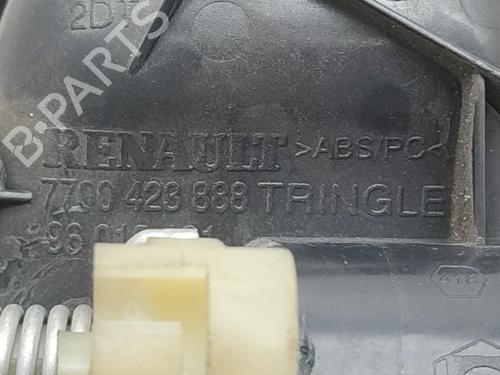 RENAULT >ABS/PC<
7700 423 888 TRINGLE
B-PARTS